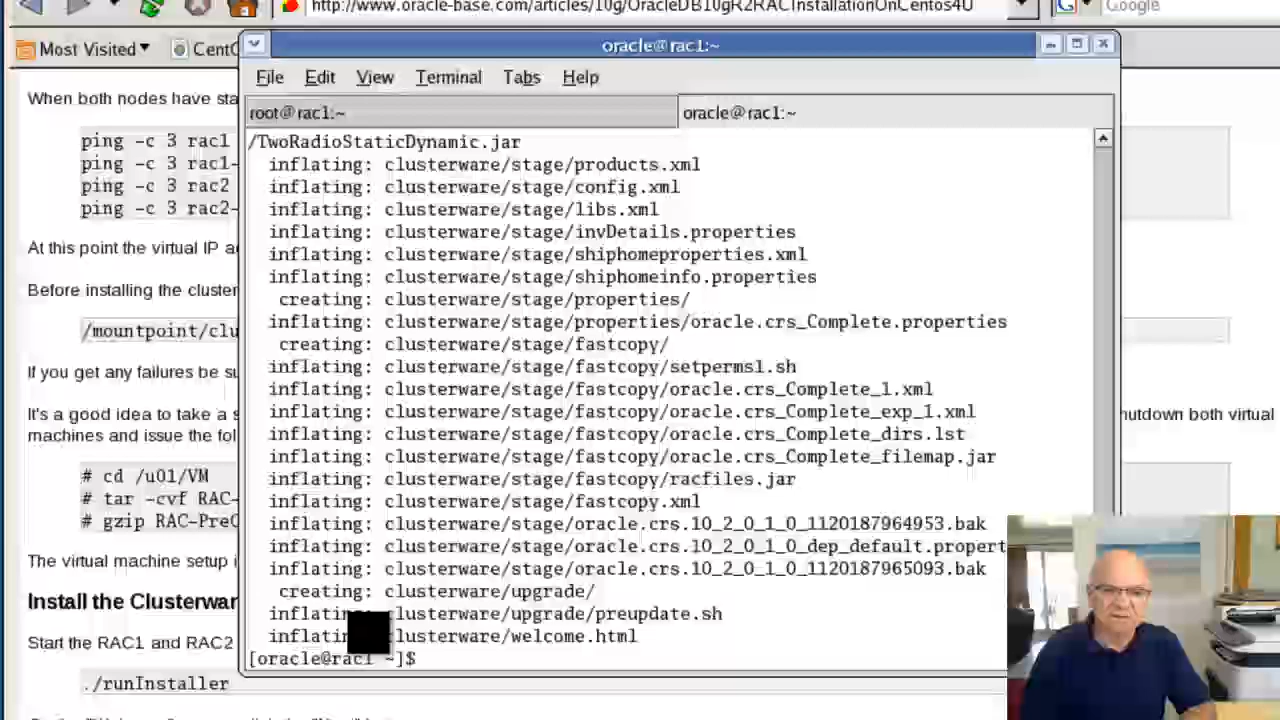 http://www.oracle-base.com/articles/10g/OracleDB10gR2RACInstallationOnCentos4U
Google
Most Visited
CentO
oracle@rac1:~
File Edit View Terminal Tabs Help
root@rac1:~
oracle@rac1:~
When both nodes have sta
ping -c 3 rac1
ping -c 3 rac1-
ping -c 3 rac2
ping -c 3 rac2-
At this point the virtual IP a
Before installing the cluster
/mountpoint/clu
If you get any failures be su
It's a good idea to take a s
hutdown both virtual
machines and issue the fol
# cd /u01/VM
# tar -cvf RAC-
# gzip RAC-PreC
The virtual machine setup i
Install the Clusterwar
Start the RAC1 and RAC2
./runInstaller
/TwoRadioStaticDynamic.jar
inflating: clusterware/stage/products.xml
inflating: clusterware/stage/config.xml
inflating: clusterware/stage/libs.xml
inflating: clusterware/stage/invDetails.properties
inflating: clusterware/stage/shiphomeproperties.xml
inflating: clusterware/stage/shiphomeinfo.properties
creating: clusterware/stage/properties/
inflating: clusterware/stage/properties/oracle.crs_Complete.properties
creating: clusterware/stage/fastcopy/
inflating: clusterware/stage/fastcopy/setperms1.sh
inflating: clusterware/stage/fastcopy/oracle.crs_Complete_1.xml
inflating: clusterware/stage/fastcopy/oracle.crs_Complete_exp_1.xml
inflating: clusterware/stage/fastcopy/oracle.crs_Complete_dirs.lst
inflating: clusterware/stage/fastcopy/oracle.crs_Complete_filemap.jar
inflating: clusterware/stage/fastcopy/racfiles.jar
inflating: clusterware/stage/fastcopy.xml
inflating: clusterware/stage/oracle.crs.10_2_0_1_0_1120187964953.bak
inflating: clusterware/stage/oracle.crs.10_2_0_1_0_dep_default.propert
inflating: clusterware/stage/oracle.crs.10_2_0_1_0_1120187965093.bak
creating: clusterware/upgrade/
inflatin lusterware/upgrade/preupdate.sh
inflatin lusterware/welcome.html
[oracle@rac1 ~]$